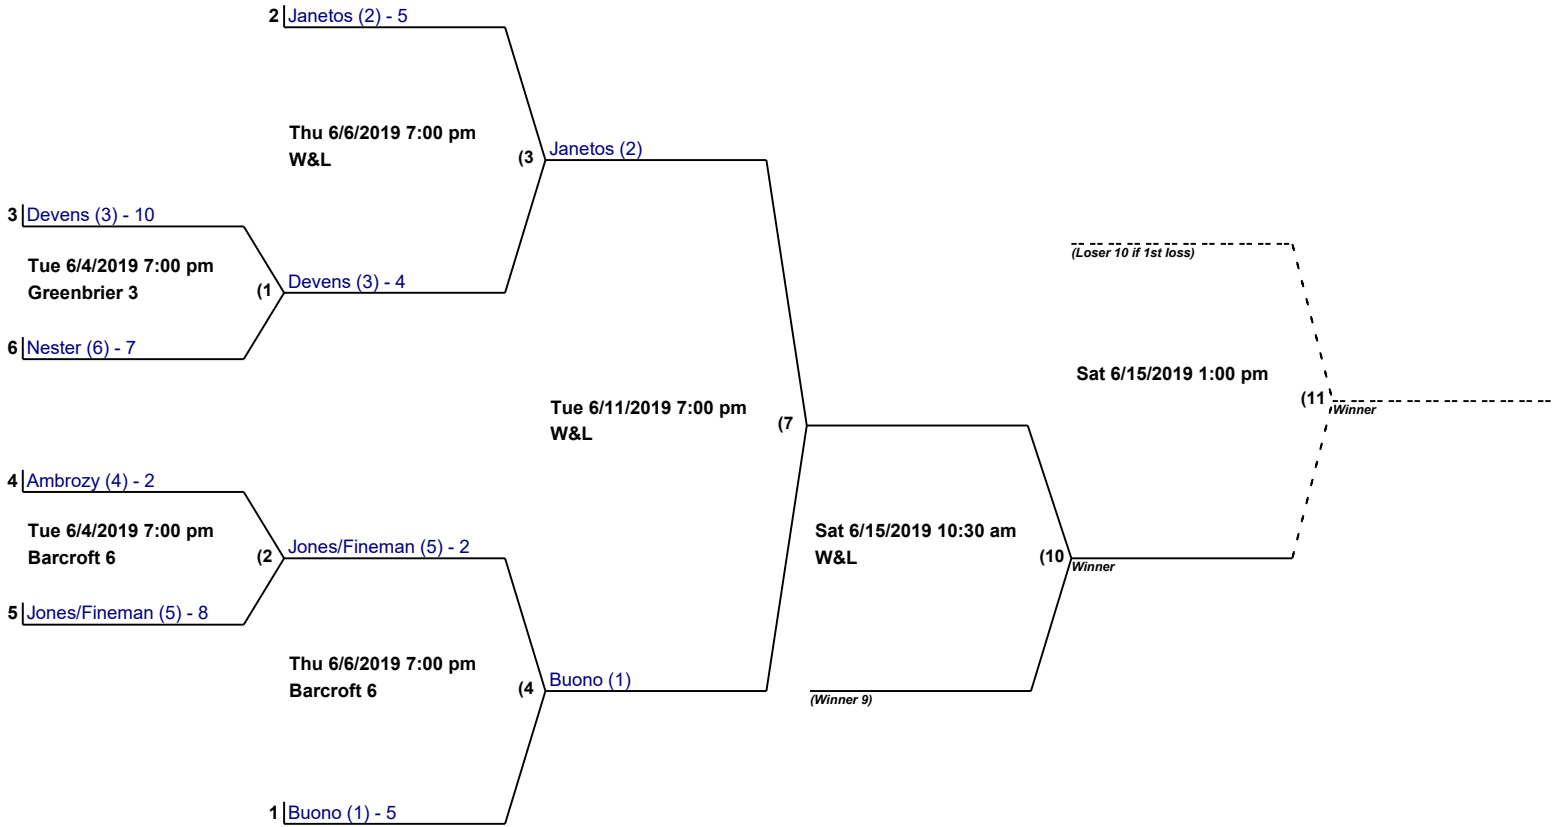 2 Janetos (2) - 5
Thu 6/6/2019 7:00 pm
W&L
(3
Janetos (2)
3 Devens (3) - 10
Tue 6/4/2019 7:00 pm
Greenbrier 3
(1
Devens (3) - 4
6 Nester (6) - 7
(Loser 10 if 1st loss)
Sat 6/15/2019 1:00 pm
(11
Winner
Tue 6/11/2019 7:00 pm
W&L
(7
4 Ambrozy (4) - 2
Tue 6/4/2019 7:00 pm
Barcroft 6
(2
Jones/Fineman (5) - 2
5 Jones/Fineman (5) - 8
Sat 6/15/2019 10:30 am
W&L
(10
Winner
Thu 6/6/2019 7:00 pm
Barcroft 6
(4
Buono (1)
(Winner 9)
1 Buono (1) - 5